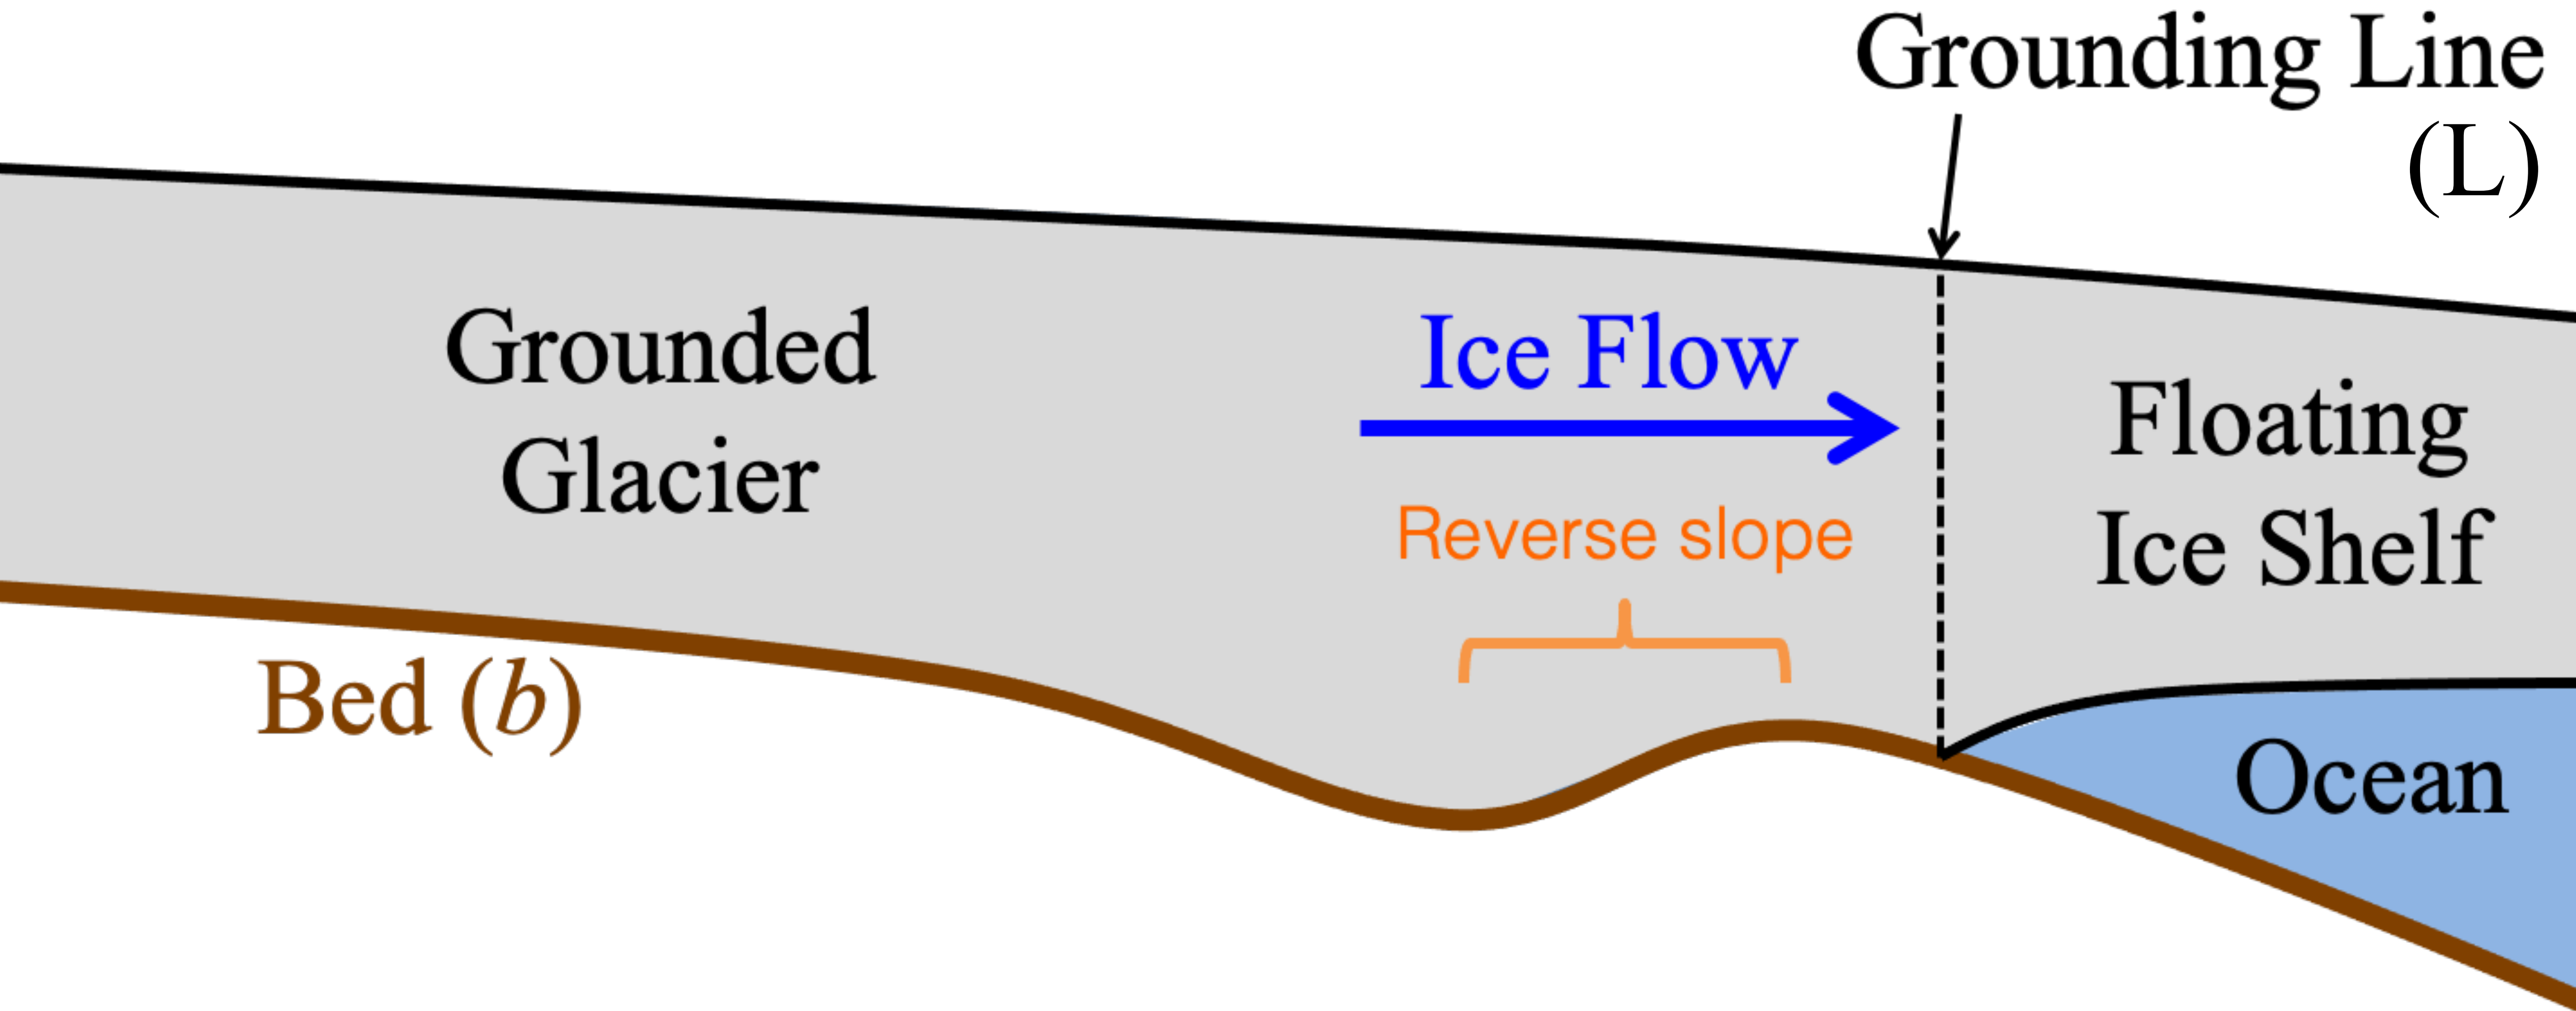 Grounding Line
(L)
Grounded
Glacier
Ice Flow
Reverse slope
Floating
Ice Shelf
Bed (b)
Ocean